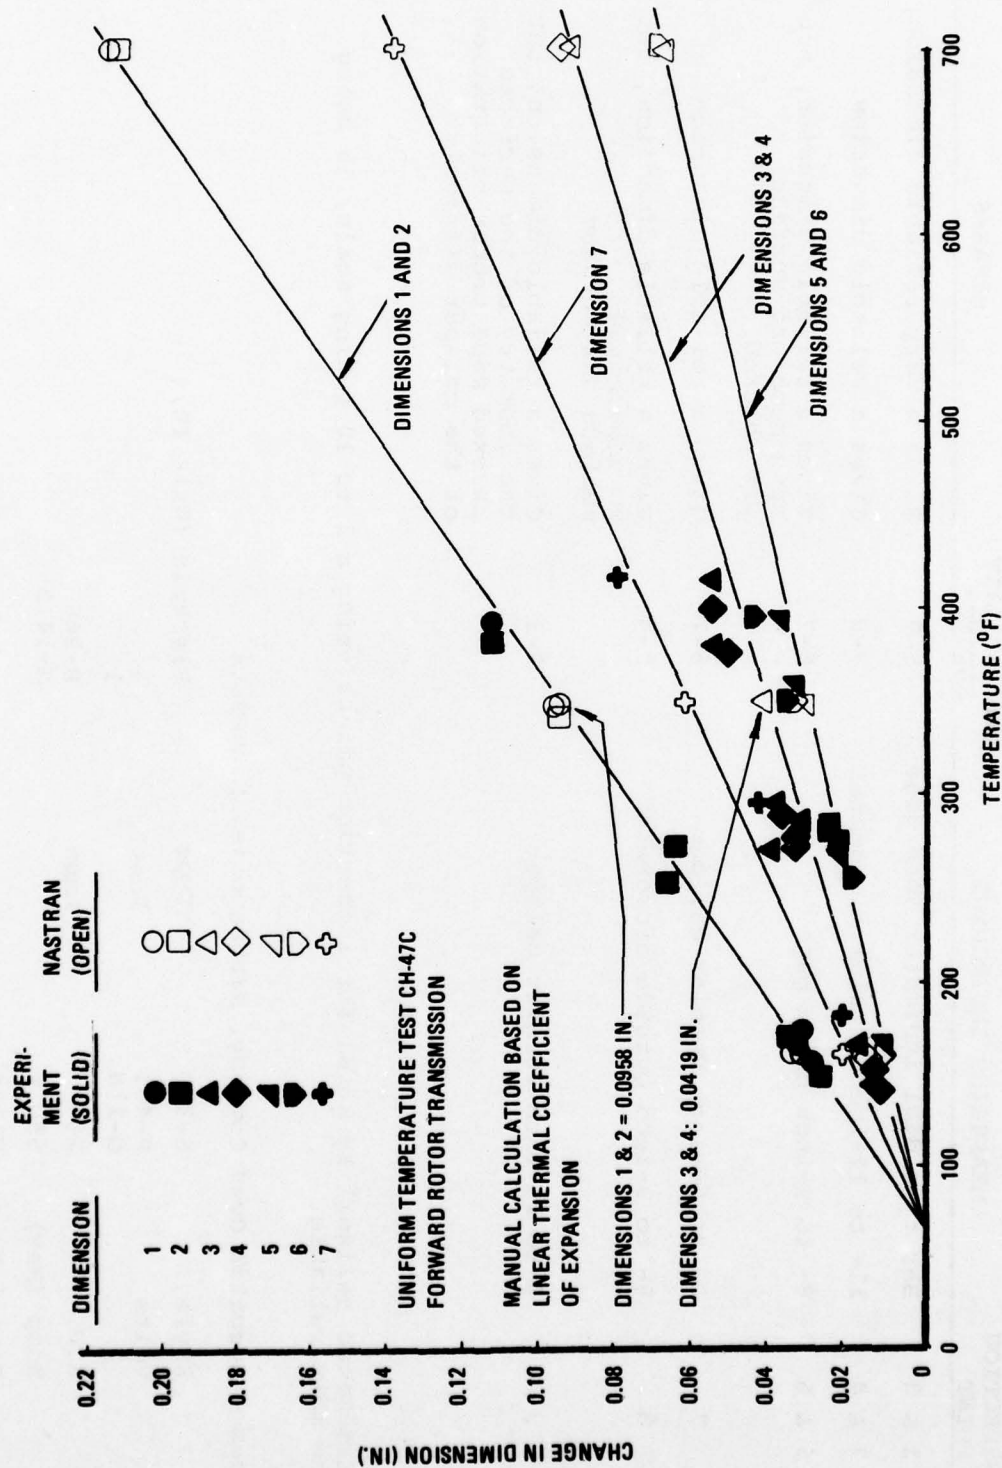 DIMENSION
EXPERI-
MENT
(SOLID)
NASTRAN
(OPEN)
1
2
3
4
5
6
7
UNIFORM TEMPERATURE TEST CH-47C
FORWARD ROTOR TRANSMISSION
MANUAL CALCULATION BASED ON
LINEAR THERMAL COEFFICIENT
OF EXPANSION
DIMENSIONS 1 & 2 = 0.0958 IN.
DIMENSIONS 3 & 4: 0.0419 IN.
DIMENSIONS 1 AND 2
DIMENSION 7
DIMENSIONS 3 & 4
DIMENSIONS 5 AND 6
CHANGE IN DIMENSION (IN.)
0.22
0.20
0.18
0.16
0.14
0.12
0.10
0.08
0.06
0.04
0.02
0
0
100
200
300
400
500
600
700
TEMPERATURE (⁰F)